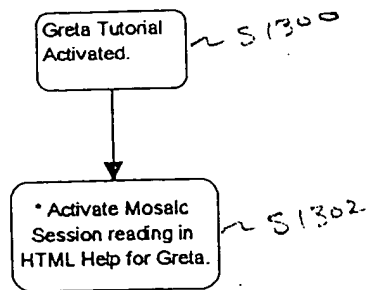 Greta Tutorial
Activated.
S1300
* Activate Mosaic
Session reading in
HTML Help for Greta.
S1302